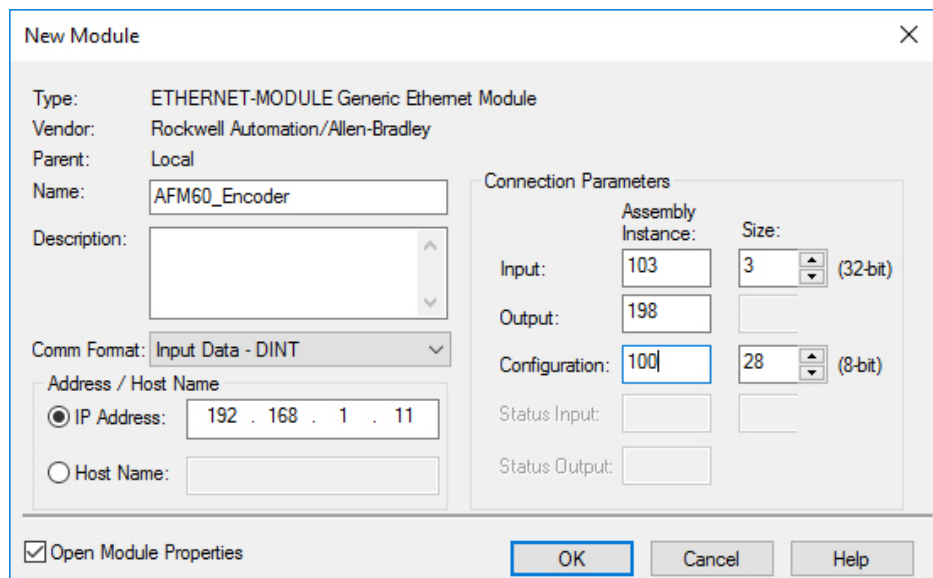 New Module
Type: ETHERNET-MODULE Generic Ethernet Module
Vendor: Rockwell Automation/Allen-Bradley
Parent: Local
Name: AFM60_Encoder
Description:
Comm Format: Input Data - DINT
Address / Host Name
IP Address: 192 . 168 . 1 . 11
Host Name:
Connection Parameters
Assembly Instance: Size:
Input: 103 3 (32-bit)
Output: 198
Configuration: 100 28 (8-bit)
Status Input:
Status Output:
Open Module Properties
OK Cancel Help